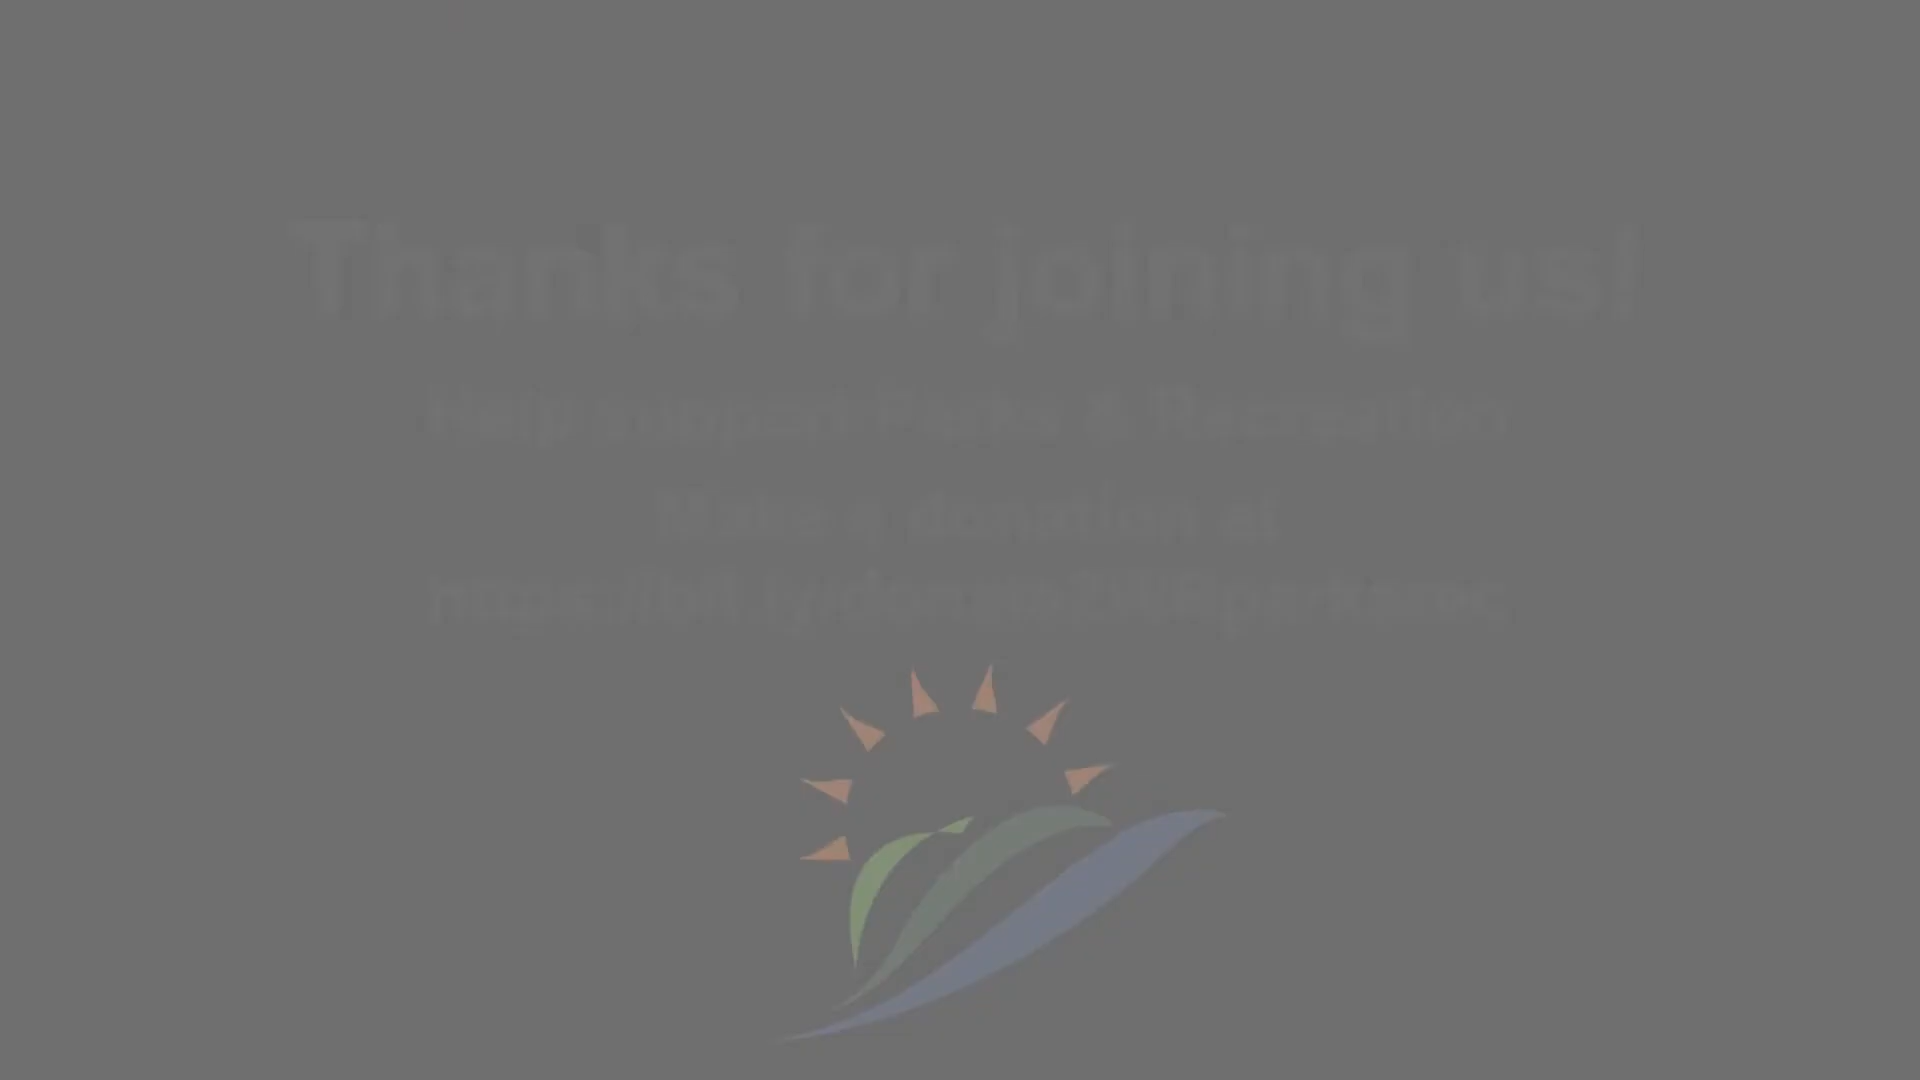 Thanks for joining us!
Help support Parks & Recreation
Make a donation at